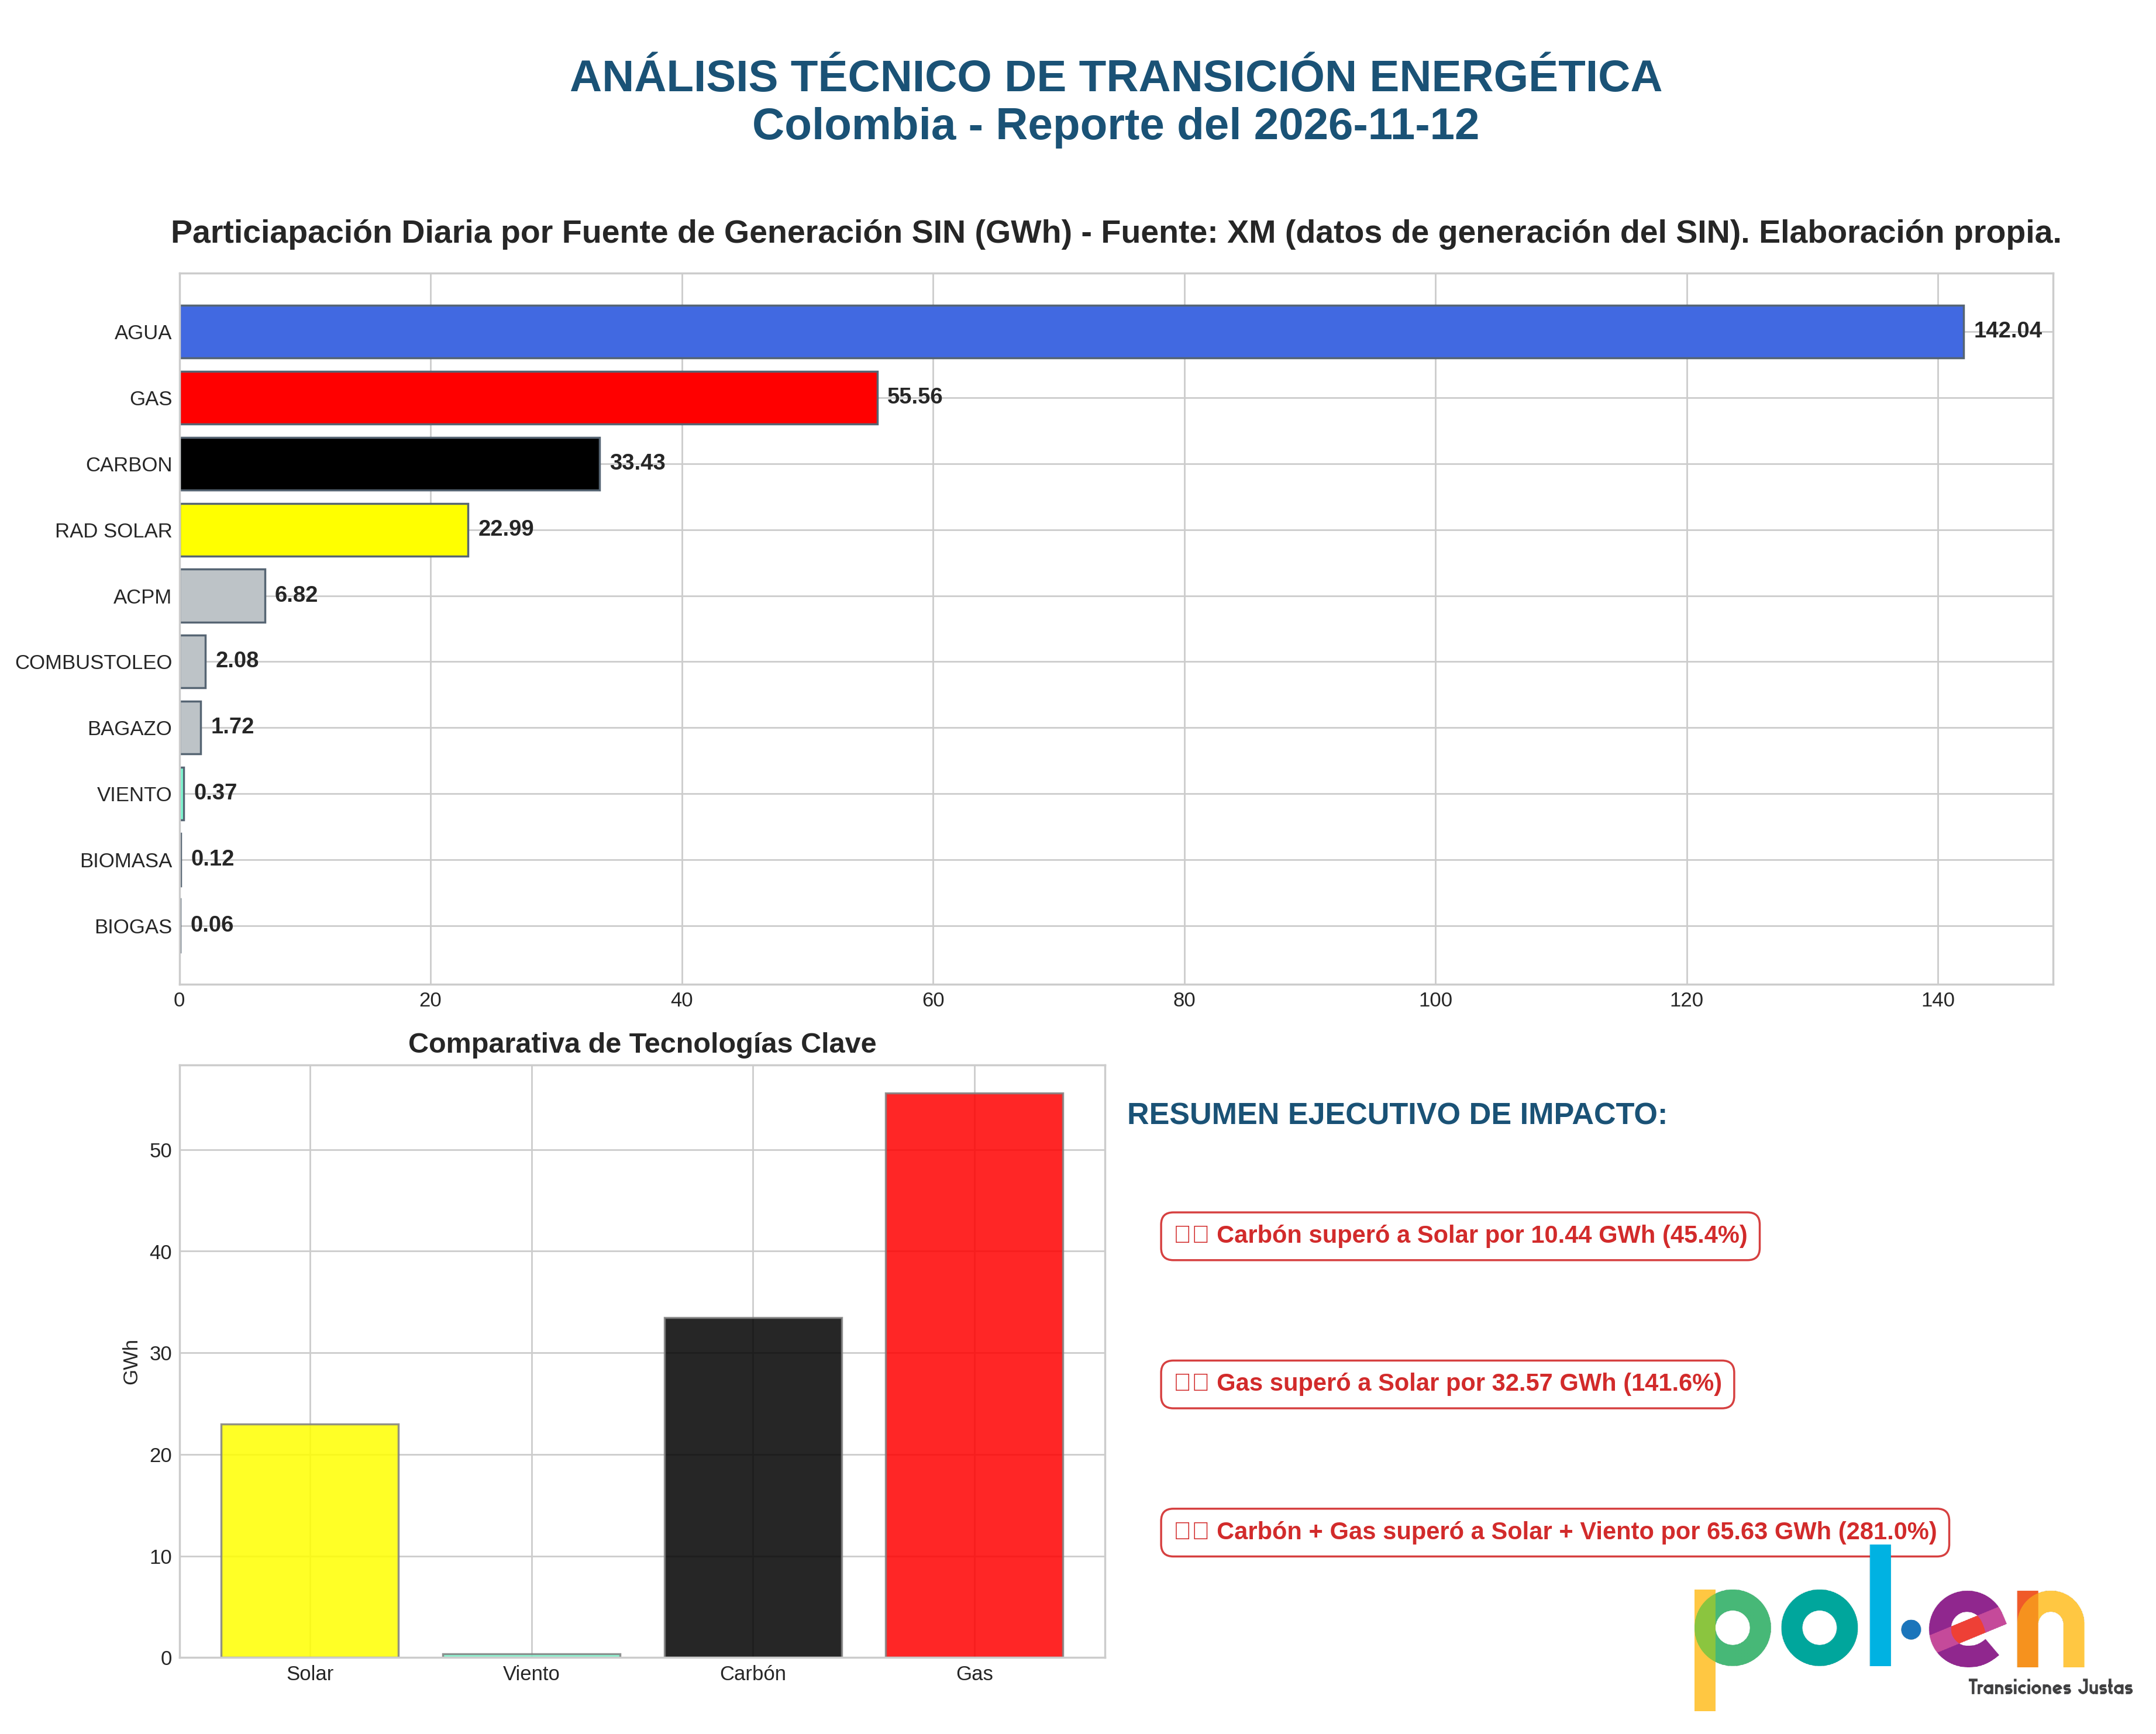 ANÁLISIS TÉCNICO DE TRANSICIÓN ENERGÉTICA
Colombia - Reporte del 2026-11-12
Particiapación Diaria por Fuente de Generación SIN (GWh) - Fuente: XM (datos de generación del SIN). Elaboración propia.
AGUA 142.04
GAS 55.56
CARBON 33.43
RAD SOLAR 22.99
ACPM 6.82
COMBUSTOLEO 2.08
BAGAZO 1.72
VIENTO 0.37
BIOMASA 0.12
BIOGAS 0.06
0 20 40 60 80 100 120 140
Comparativa de Tecnologías Clave
GWh
50
40
30
20
10
0
Solar Viento Carbón Gas
RESUMEN EJECUTIVO DE IMPACTO:
Carbón superó a Solar por 10.44 GWh (45.4%)
Gas superó a Solar por 32.57 GWh (141.6%)
Carbón + Gas superó a Solar + Viento por 65.63 GWh (281.0%)
pol·en
Transiciones Justas